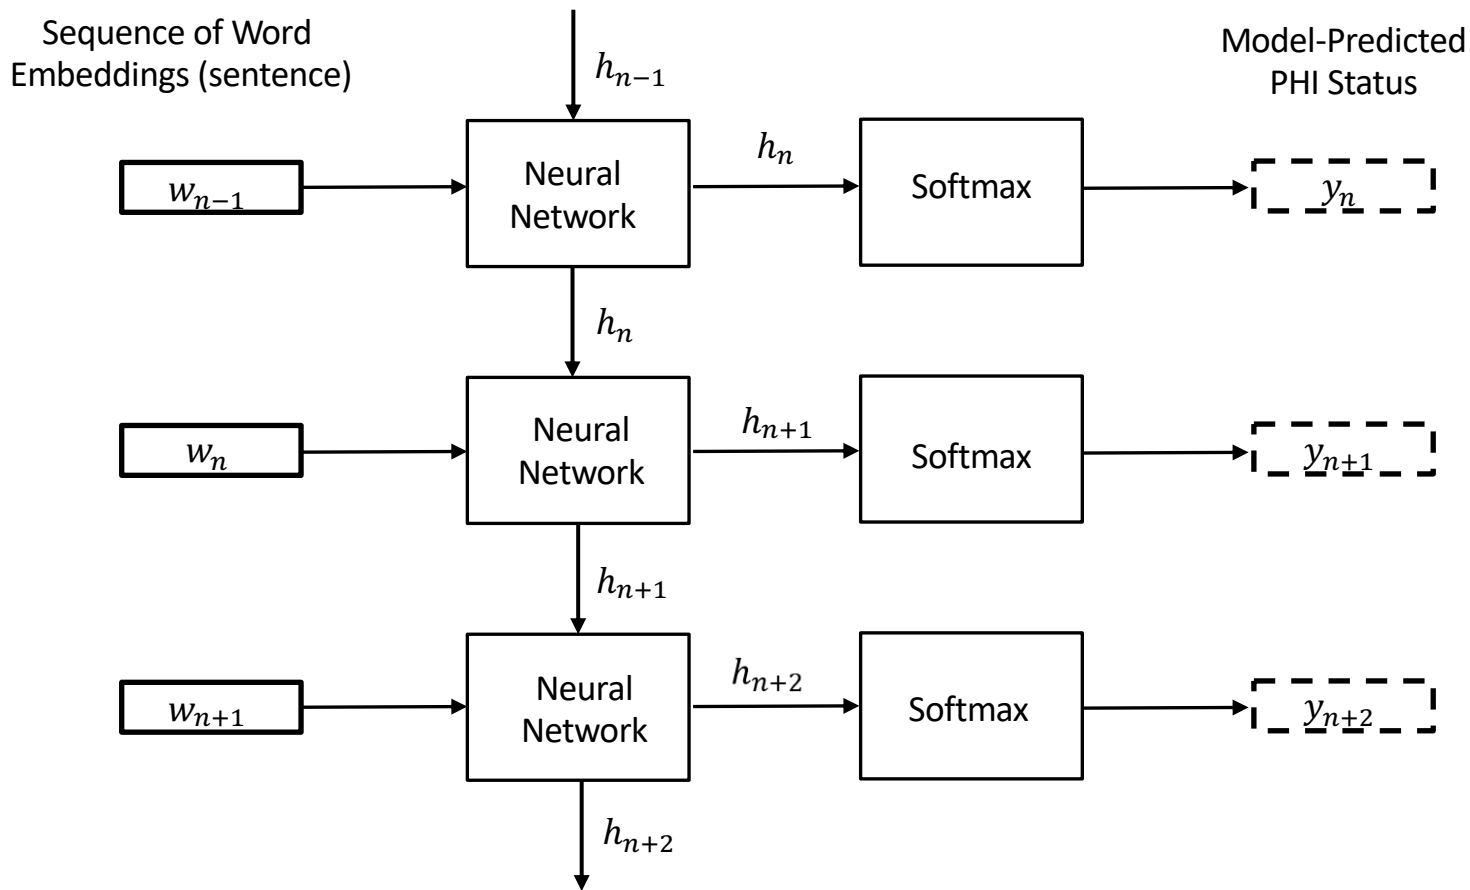 Sequence of Word
Embeddings (sentence)
Model-Predicted
PHI Status
h_{n−1}
w_{n−1}
Neural
Network
h_n
Softmax
y_n
h_n
w_n
Neural
Network
h_{n+1}
Softmax
y_{n+1}
h_{n+1}
w_{n+1}
Neural
Network
h_{n+2}
Softmax
y_{n+2}
h_{n+2}